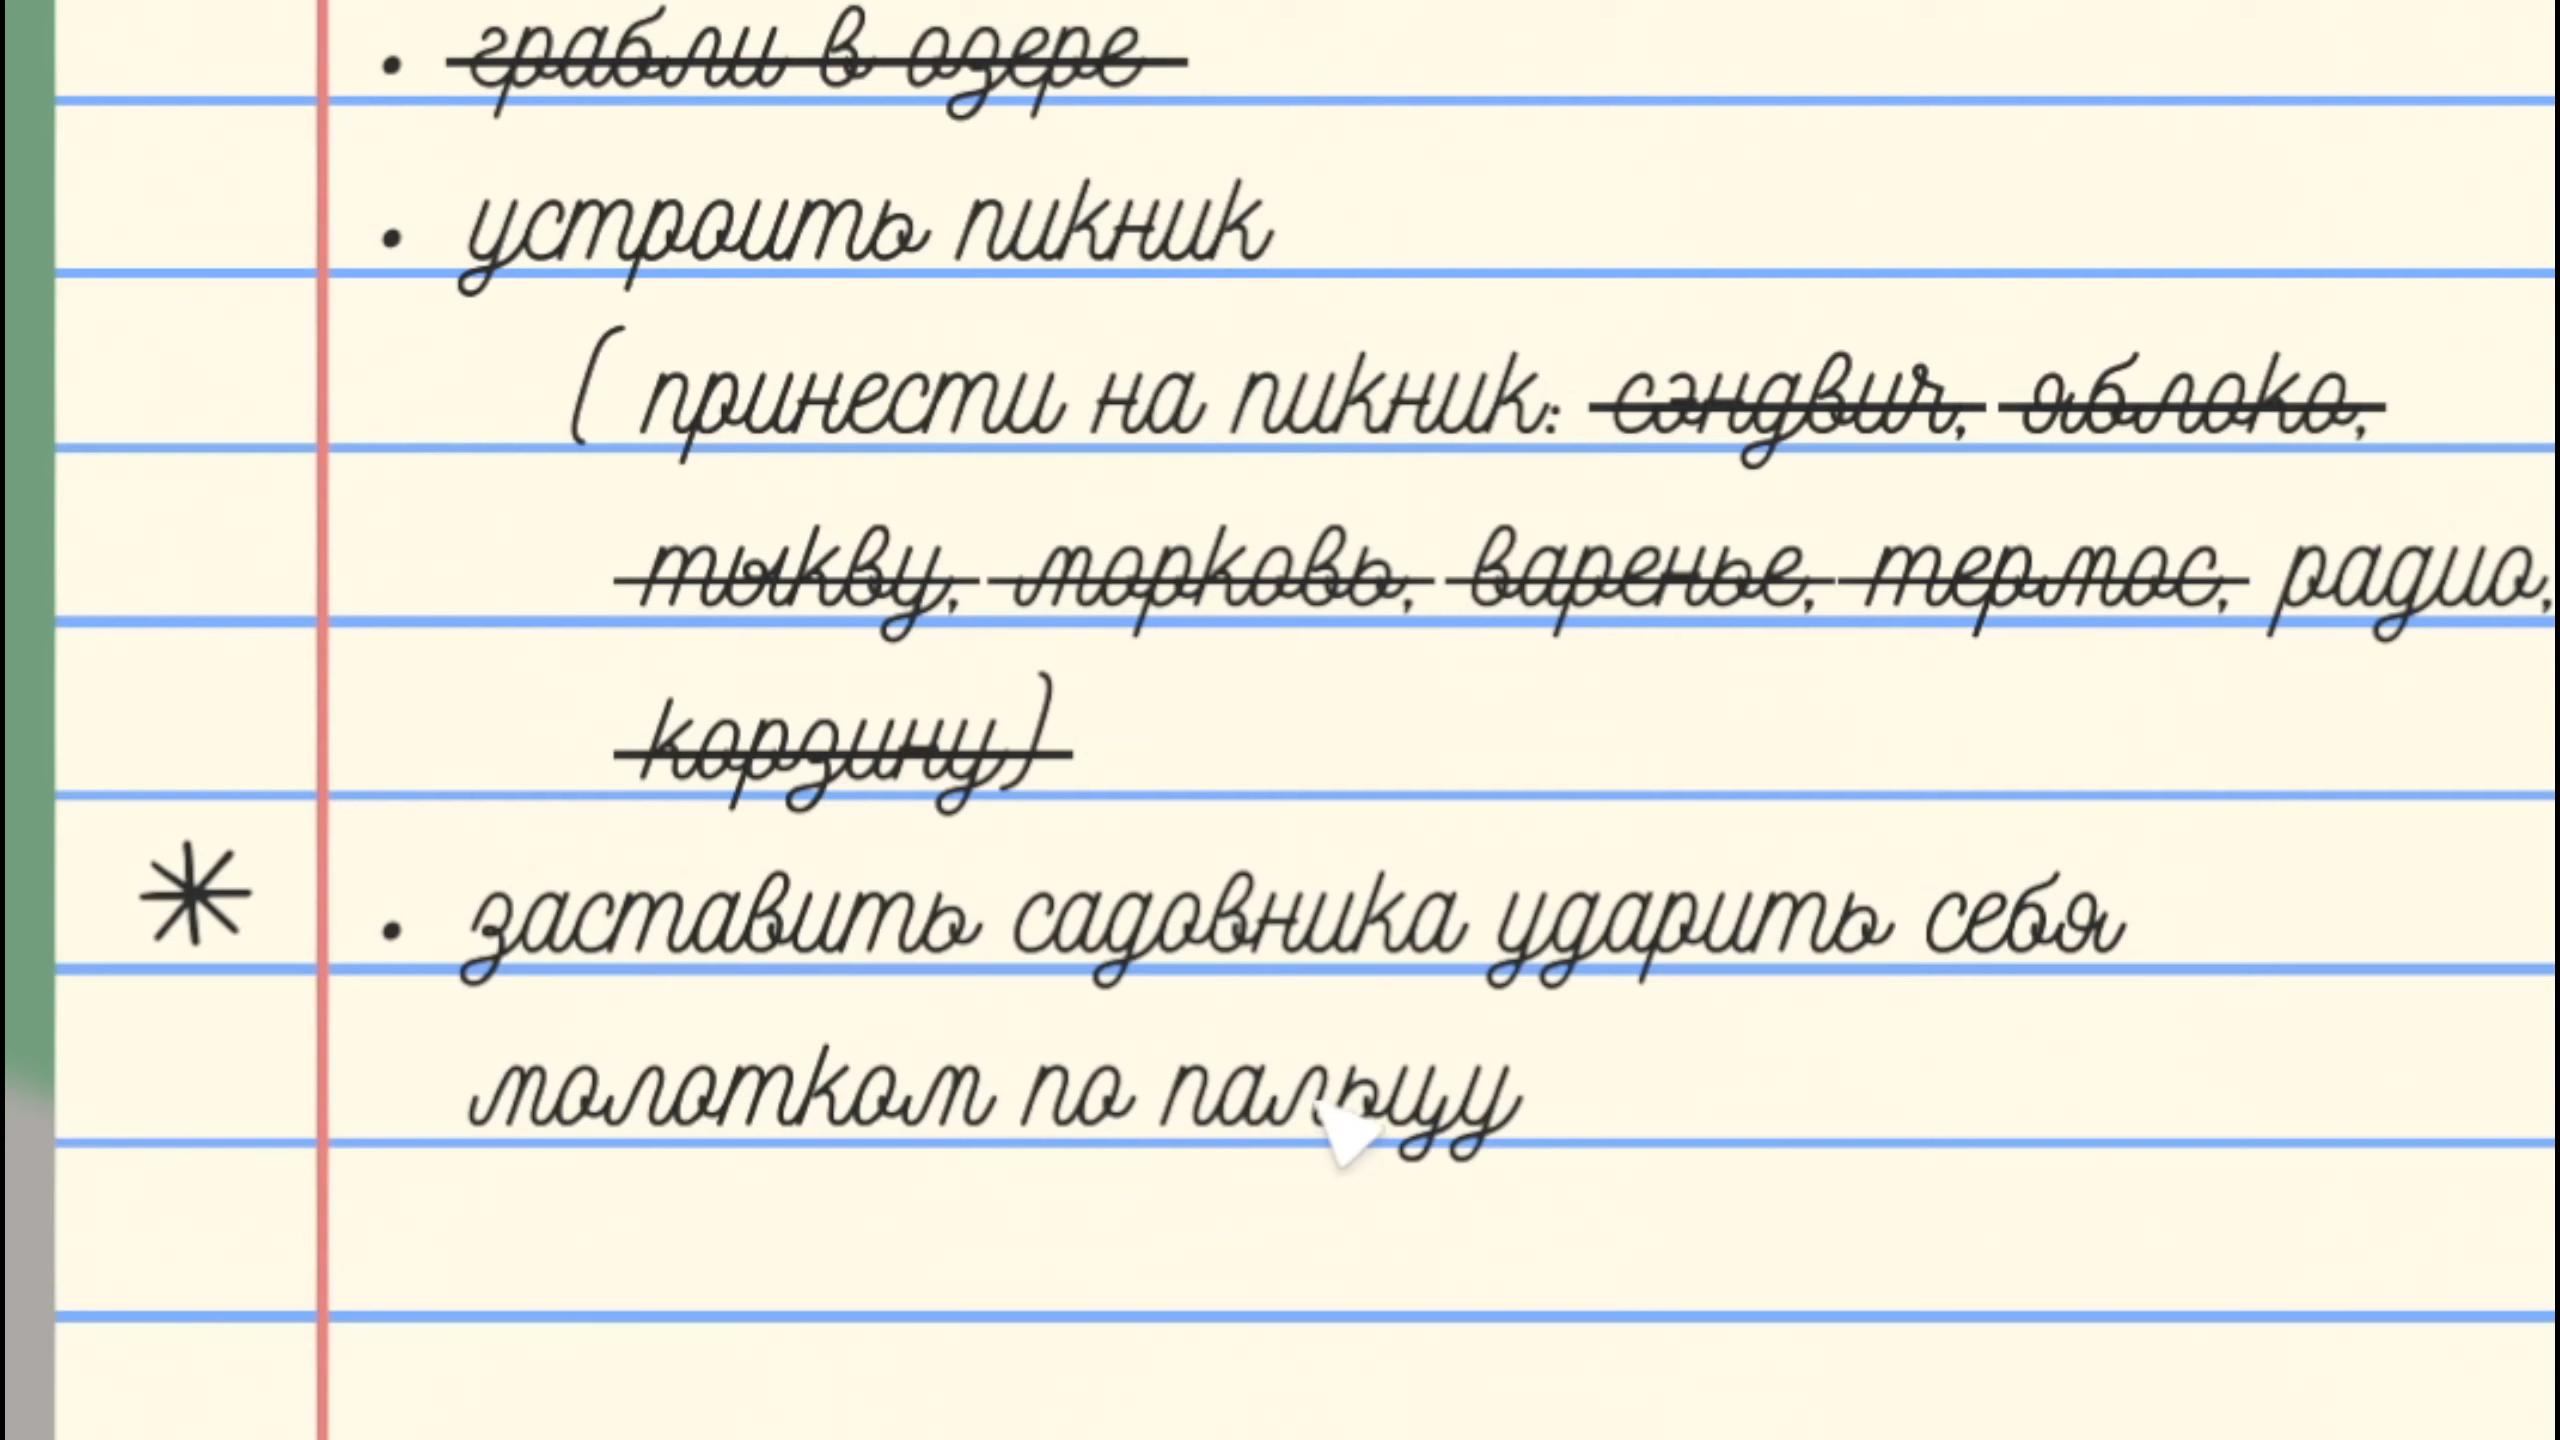 • грабли в озере
• устроить пикник
( принести на пикник: сэндвич, яблоко,
тыкву, морковь, варенье, термос, радио,
корзину)
* • заставить садовника ударить себя
молотком по пальцу